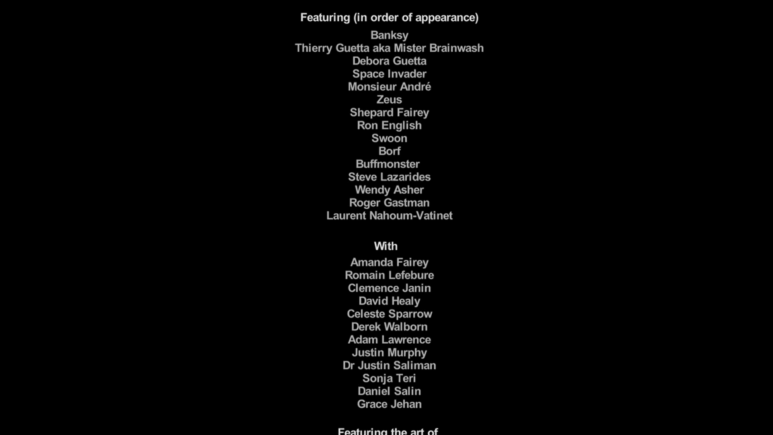 Featuring (in order of appearance)
Banksy
Thierry Guetta aka Mister Brainwash
Debora Guetta
Space Invader
Monsieur André
Zeus
Shepard Fairey
Ron English
Swoon
Borf
Buffmonster
Steve Lazarides
Wendy Asher
Roger Gastman
Laurent Nahoum-Vatinet
With
Amanda Fairey
Romain Lefebure
Clemence Janin
David Healy
Celeste Sparrow
Derek Walborn
Adam Lawrence
Justin Murphy
Dr Justin Saliman
Sonja Teri
Daniel Salin
Grace Jehan
Featuring the art of